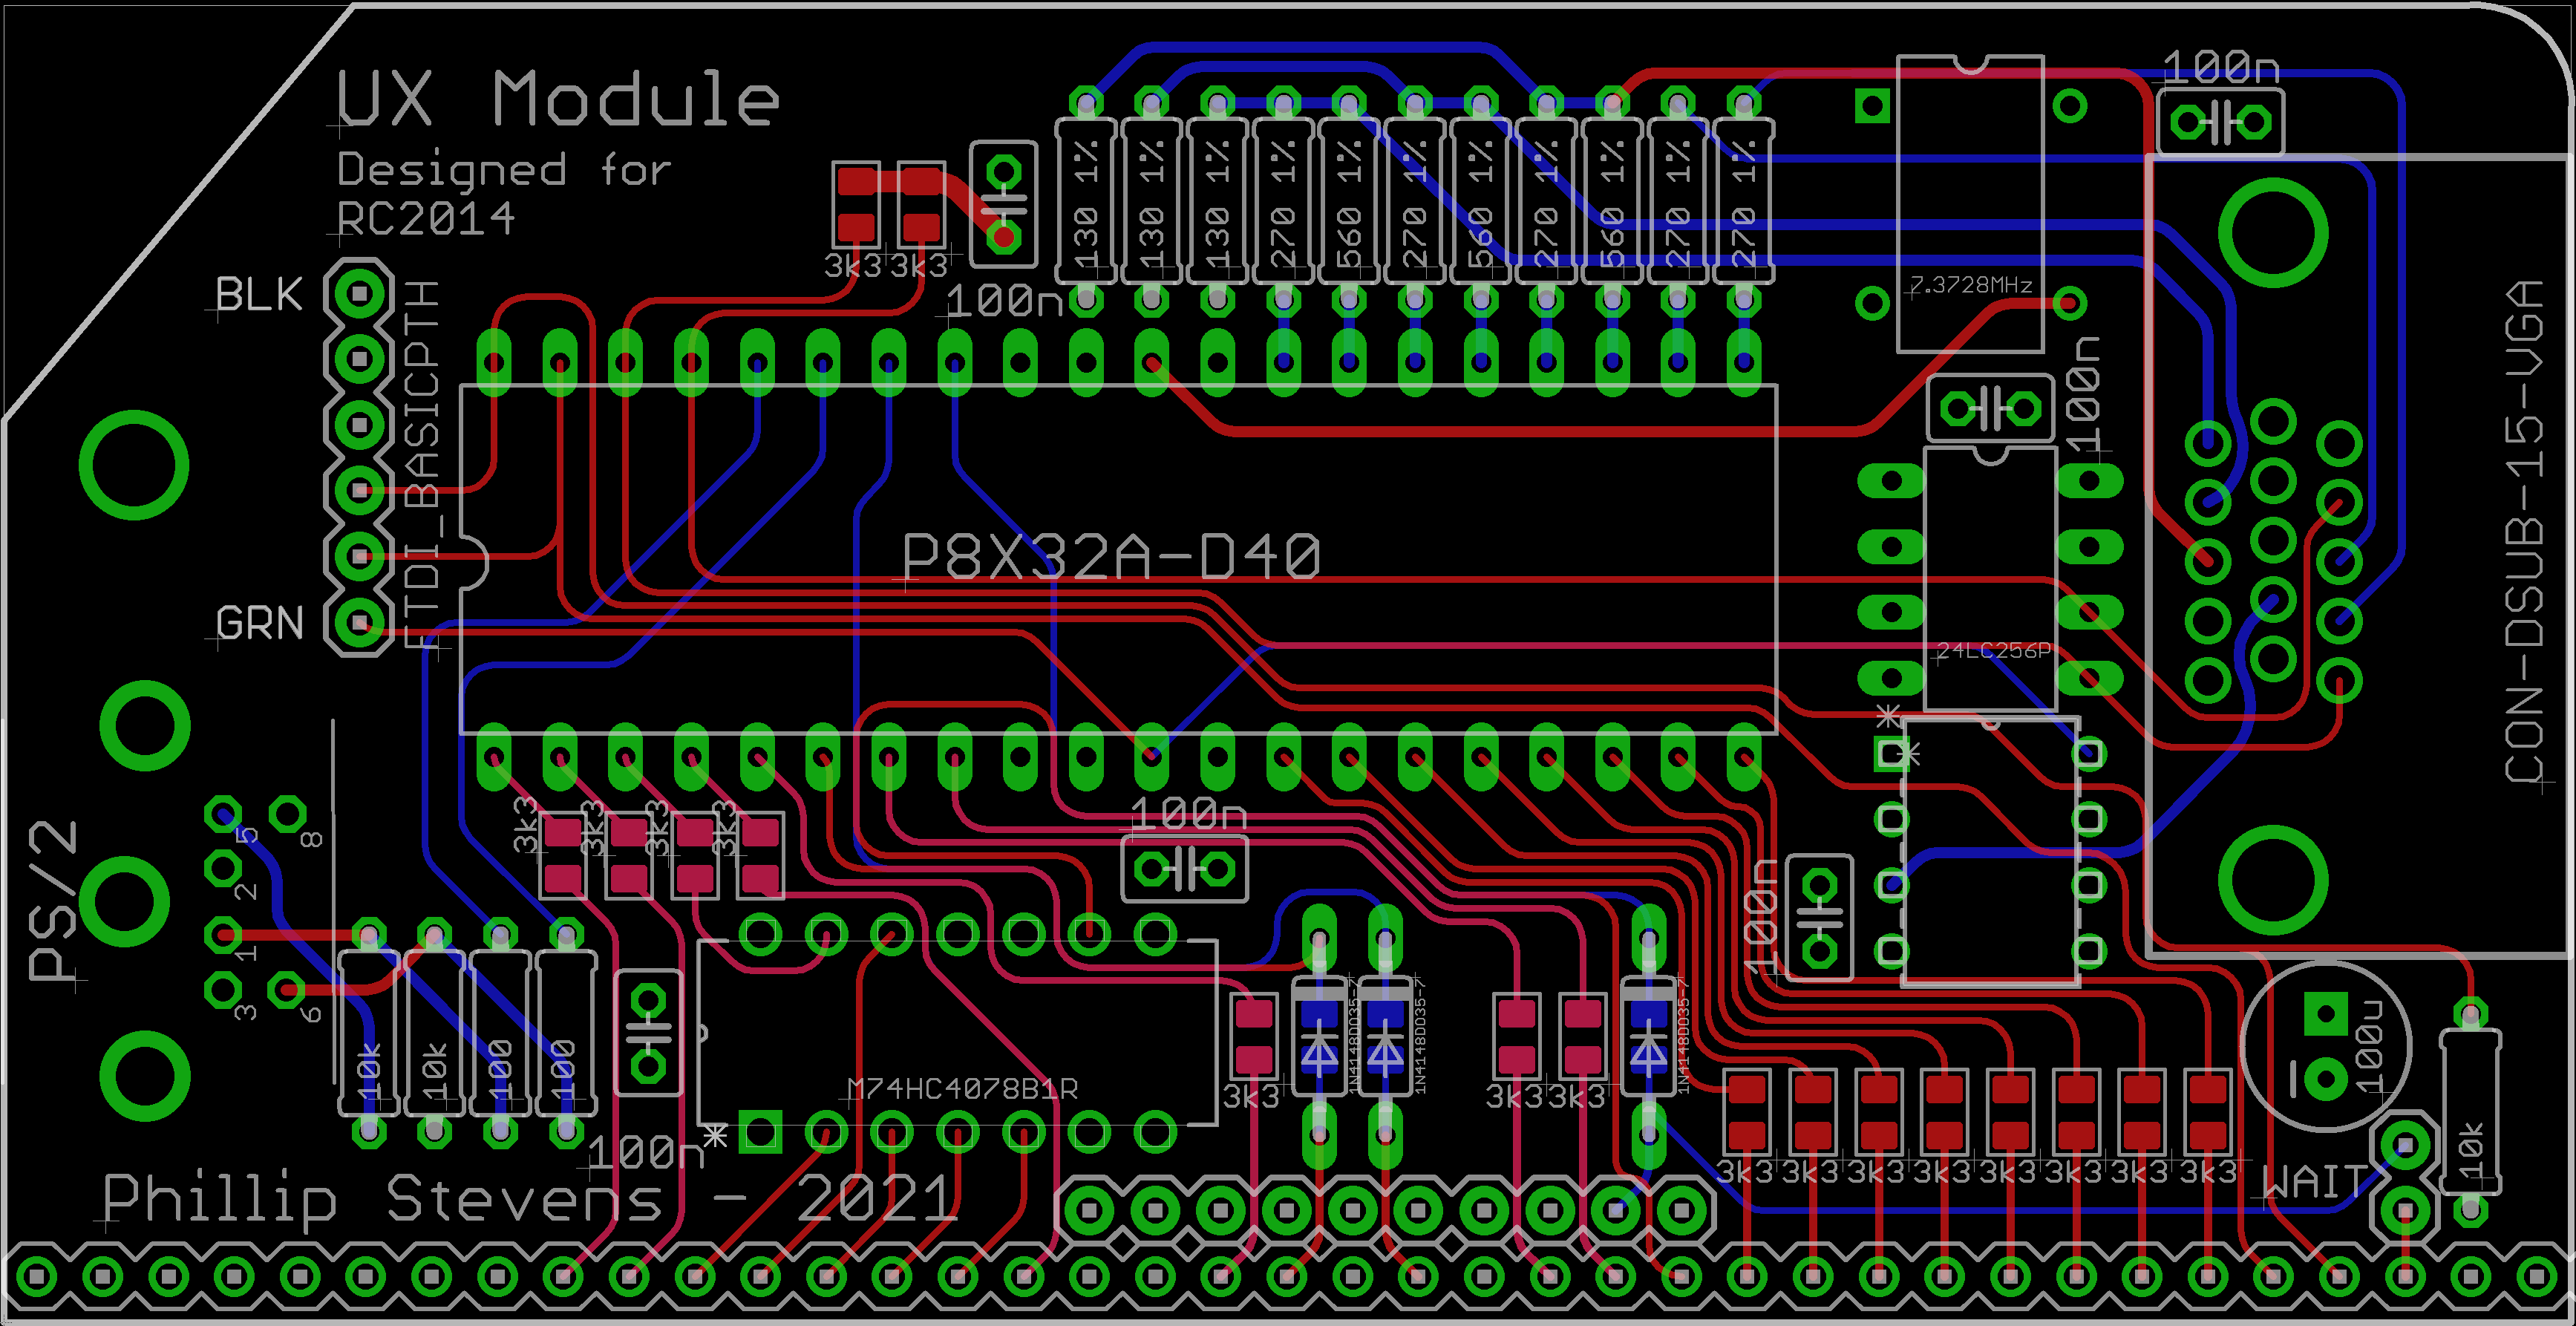 UX Module
Designed for
RC2014
BLK
GRN
FTDI_BASICPTH
3k3
3k3
100n
130 1%
130 1%
130 1%
270 1%
560 1%
270 1%
560 1%
270 1%
560 1%
270 1%
270 1%
7.3728MHz
100n
100n
CON-DSUB-15-VGA
P8X32A-D40
24LC256P
PS/2
5
8
2
1
3
6
3k3
3k3
3k3
3k3
100n
100n
10k
10k
100
100
100n
M74HC4078B1R
3k3
1N4148DO35-7
1N4148DO35-7
3k3
3k3
1N4148DO35-7
3k3
3k3
3k3
3k3
3k3
3k3
3k3
3k3
100u
WAIT
10k
Phillip Stevens - 2021